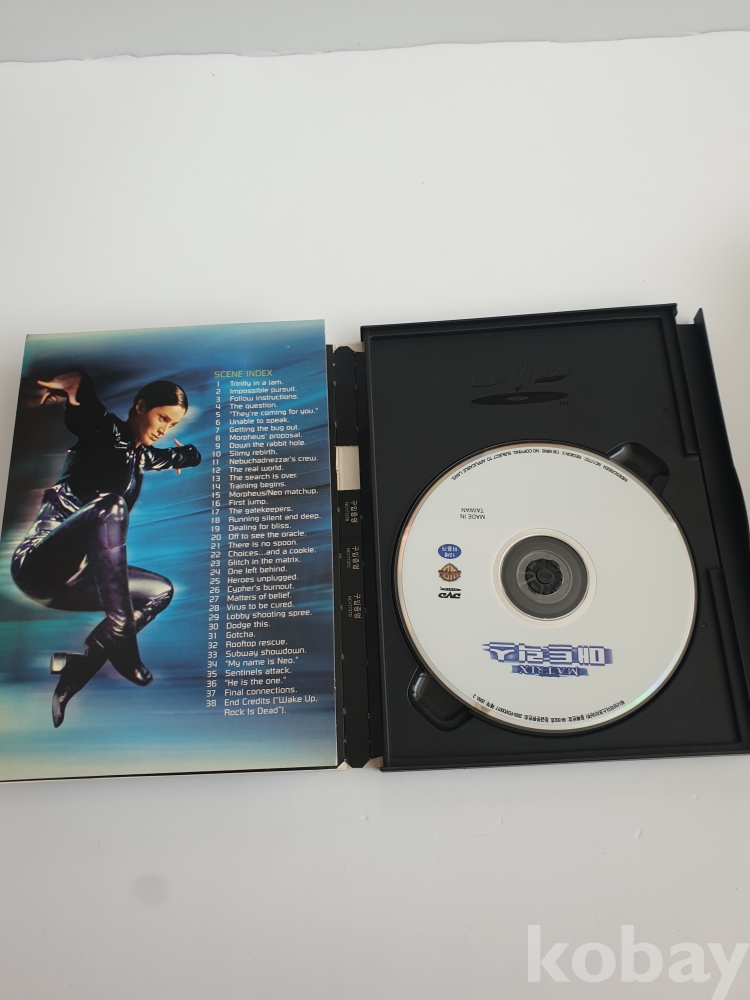 SCENE INDEX
1 Trinity in a jam.
2 Impossible pursuit.
3 Follow instructions.
4 The question.
5 "They're coming for you."
6 Unable to speak.
7 Getting the bug out.
8 Morpheus' proposal.
9 Down the rabbit hole.
10 Slimy rebirth.
11 Nebuchadnezzar's crew.
12 The real world.
13 The search is over.
14 Training begins.
15 Morpheus/Neo matchup.
16 First jump.
17 The gatekeepers.
18 Running silent and deep.
19 Dealing for bliss.
20 Off to see the oracle.
21 There is no spoon.
22 Choices...and a cookie.
23 Glitch in the matrix.
24 One left behind.
25 Heroes unplugged.
26 Cypher's burnout.
27 Matters of belief.
28 Virus to be cured.
29 Lobby shooting spree.
30 Dodge this.
31 Gotcha.
32 Rooftop rescue.
33 Subway showdown.
34 "My name is Neo."
35 Sentinels attack.
36 "He is the one."
37 Final connections.
38 End Credits ("Wake Up,
Rock Is Dead").
DVD
TM
MATRIX
매트릭스
DVD
MADE IN
TAIWAN
NO COPYING. SUBJECT TO APPLICABLE LAWS.
kobay